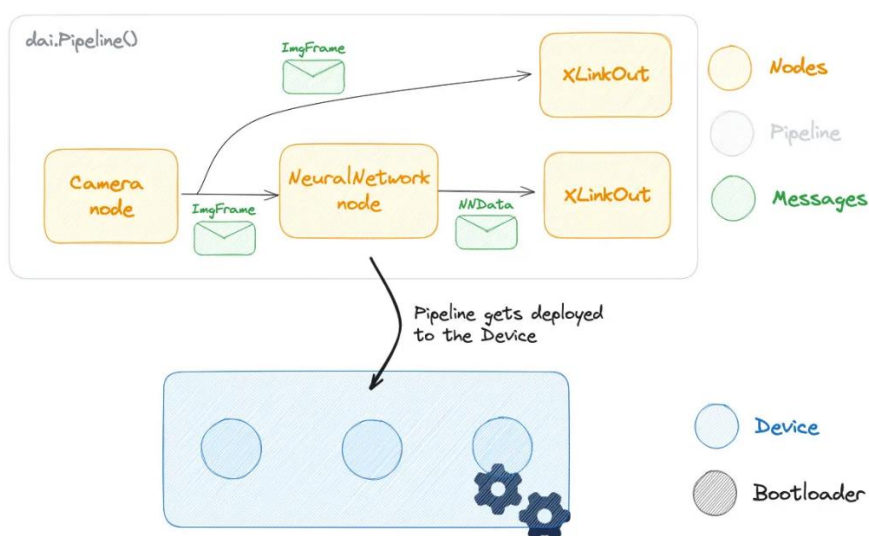 dai.Pipeline()
ImgFrame
XLinkOut
Nodes
Pipeline
Camera
node
ImgFrame
NeuralNetwork
node
NNData
XLinkOut
Messages
Pipeline gets deployed
to the Device
Device
Bootloader